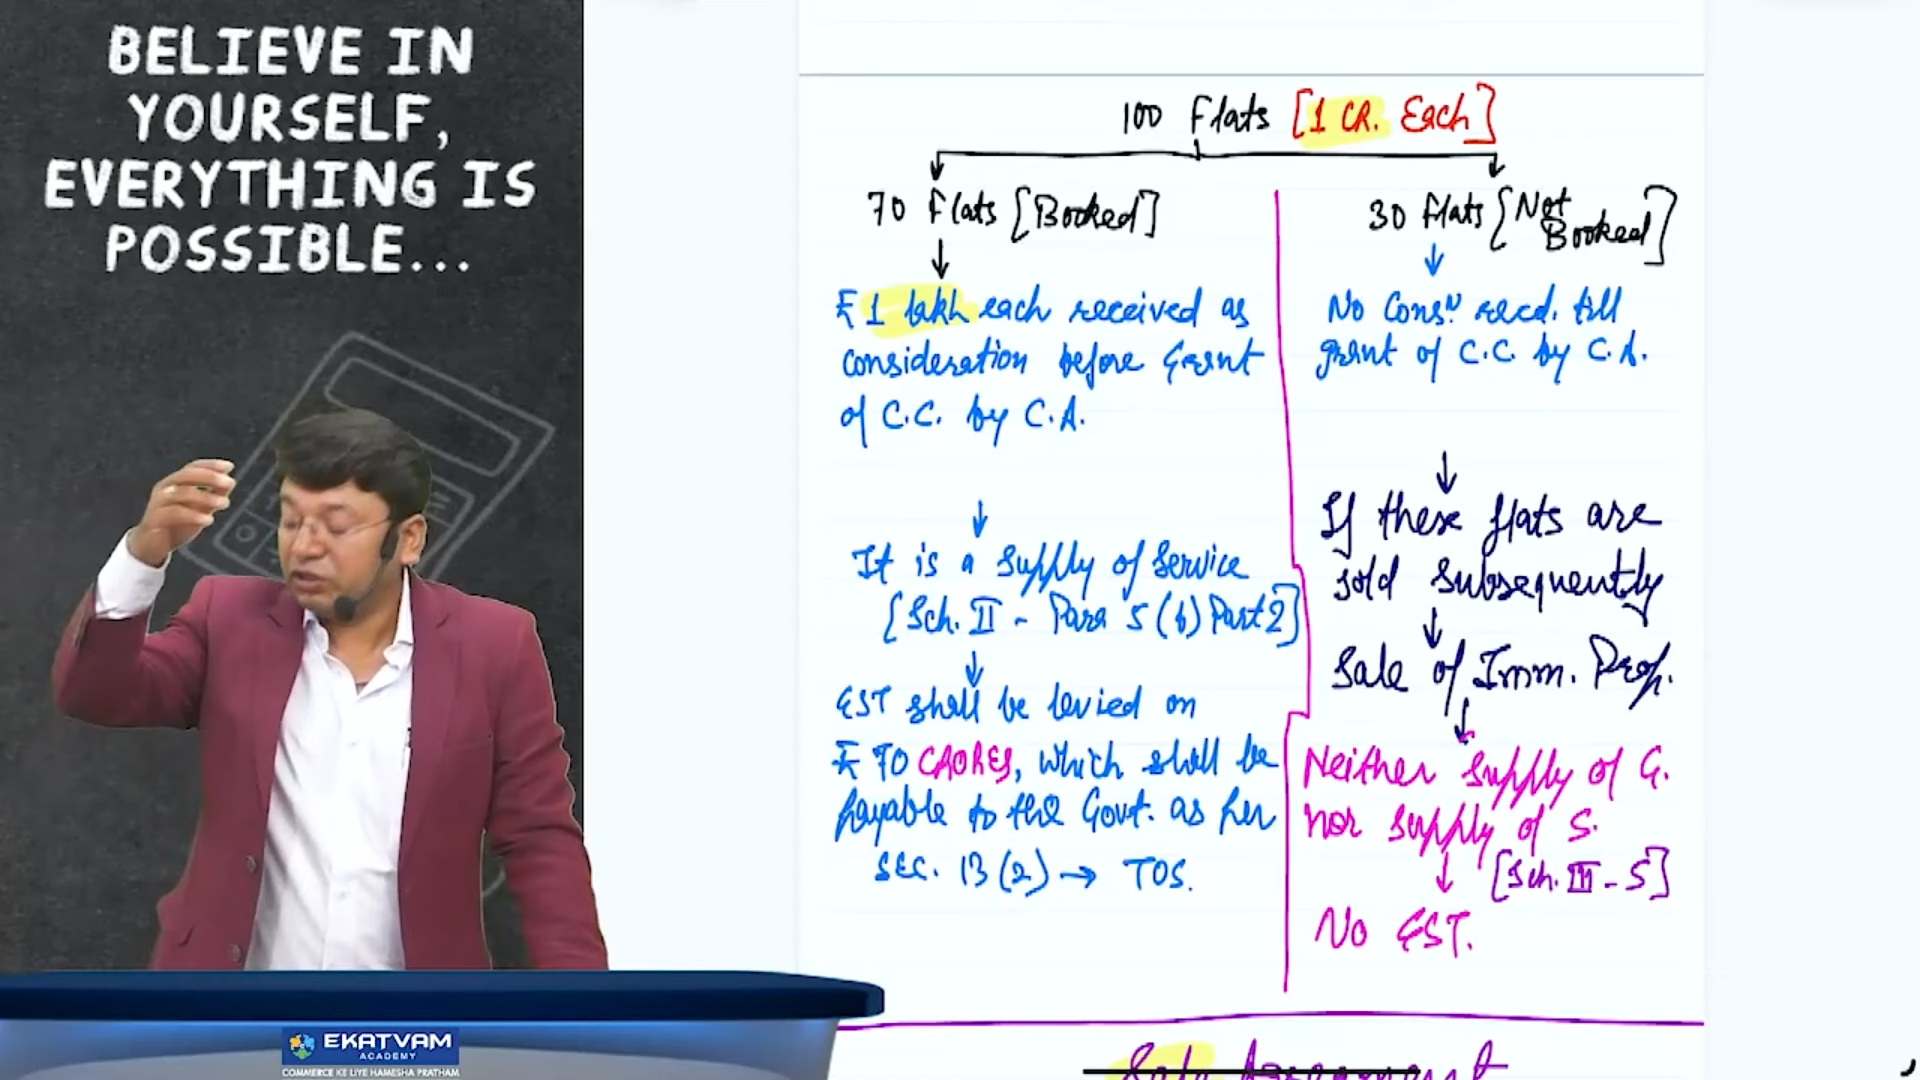 BELIEVE IN
YOURSELF,
EVERYTHING IS
POSSIBLE...
100 Flats [1 CR. Each]
70 Flats [Booked]
₹ 1 lakh each received as
consideration before Grant
of C.C. by C.A.
It is a Supply of Service
[Sch. II - Para 5 (b) Part 2]
GST shall be levied on
₹ 70 CRORES, which shall be
payable to the Govt. as per
SEC. 13 (2) → TOS.
30 flats [Not
Booked]
No Consⁿ recd. till
grant of C.C. by C.A.
If these flats are
sold subsequently
Sale of Imm. Prop.
Neither Supply of G.
nor supply of S.
[Sch. III - 5]
No GST.
EKATVAM
ACADEMY
COMMERCE KE LIYE HAMESHA PRATHAM